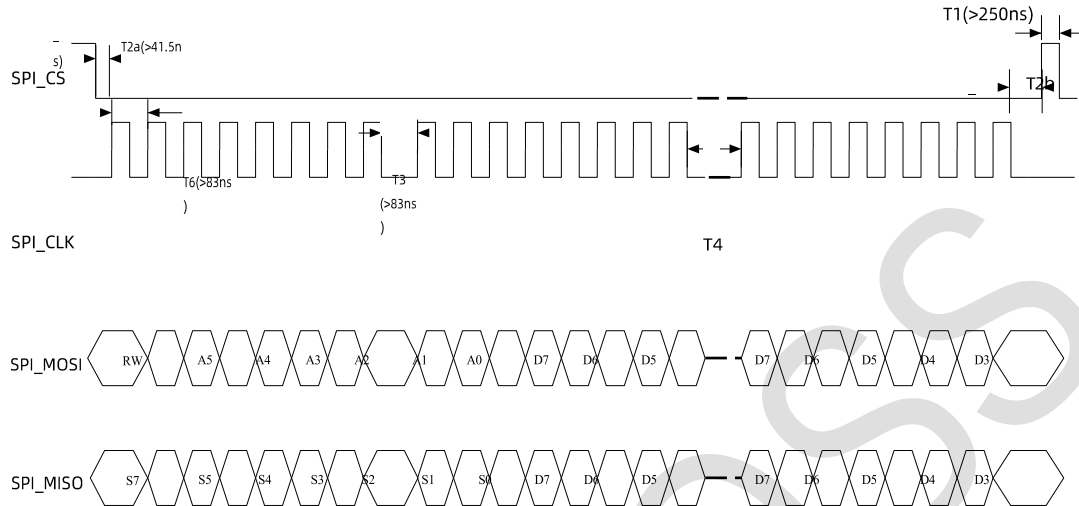 T1(>250ns)
T2a(>41.5n
s)
SPI_CS
T2b
T6(>83ns
)
T3
(>83ns
)
SPI_CLK
T4
SPI_MOSI RW A5 A4 A3 A2 A1 A0 D7 D6 D5 D7 D6 D5 D4 D3
SPI_MISO S7 S5 S4 S3 S2 S1 S0 D7 D6 D5 D7 D6 D5 D4 D3